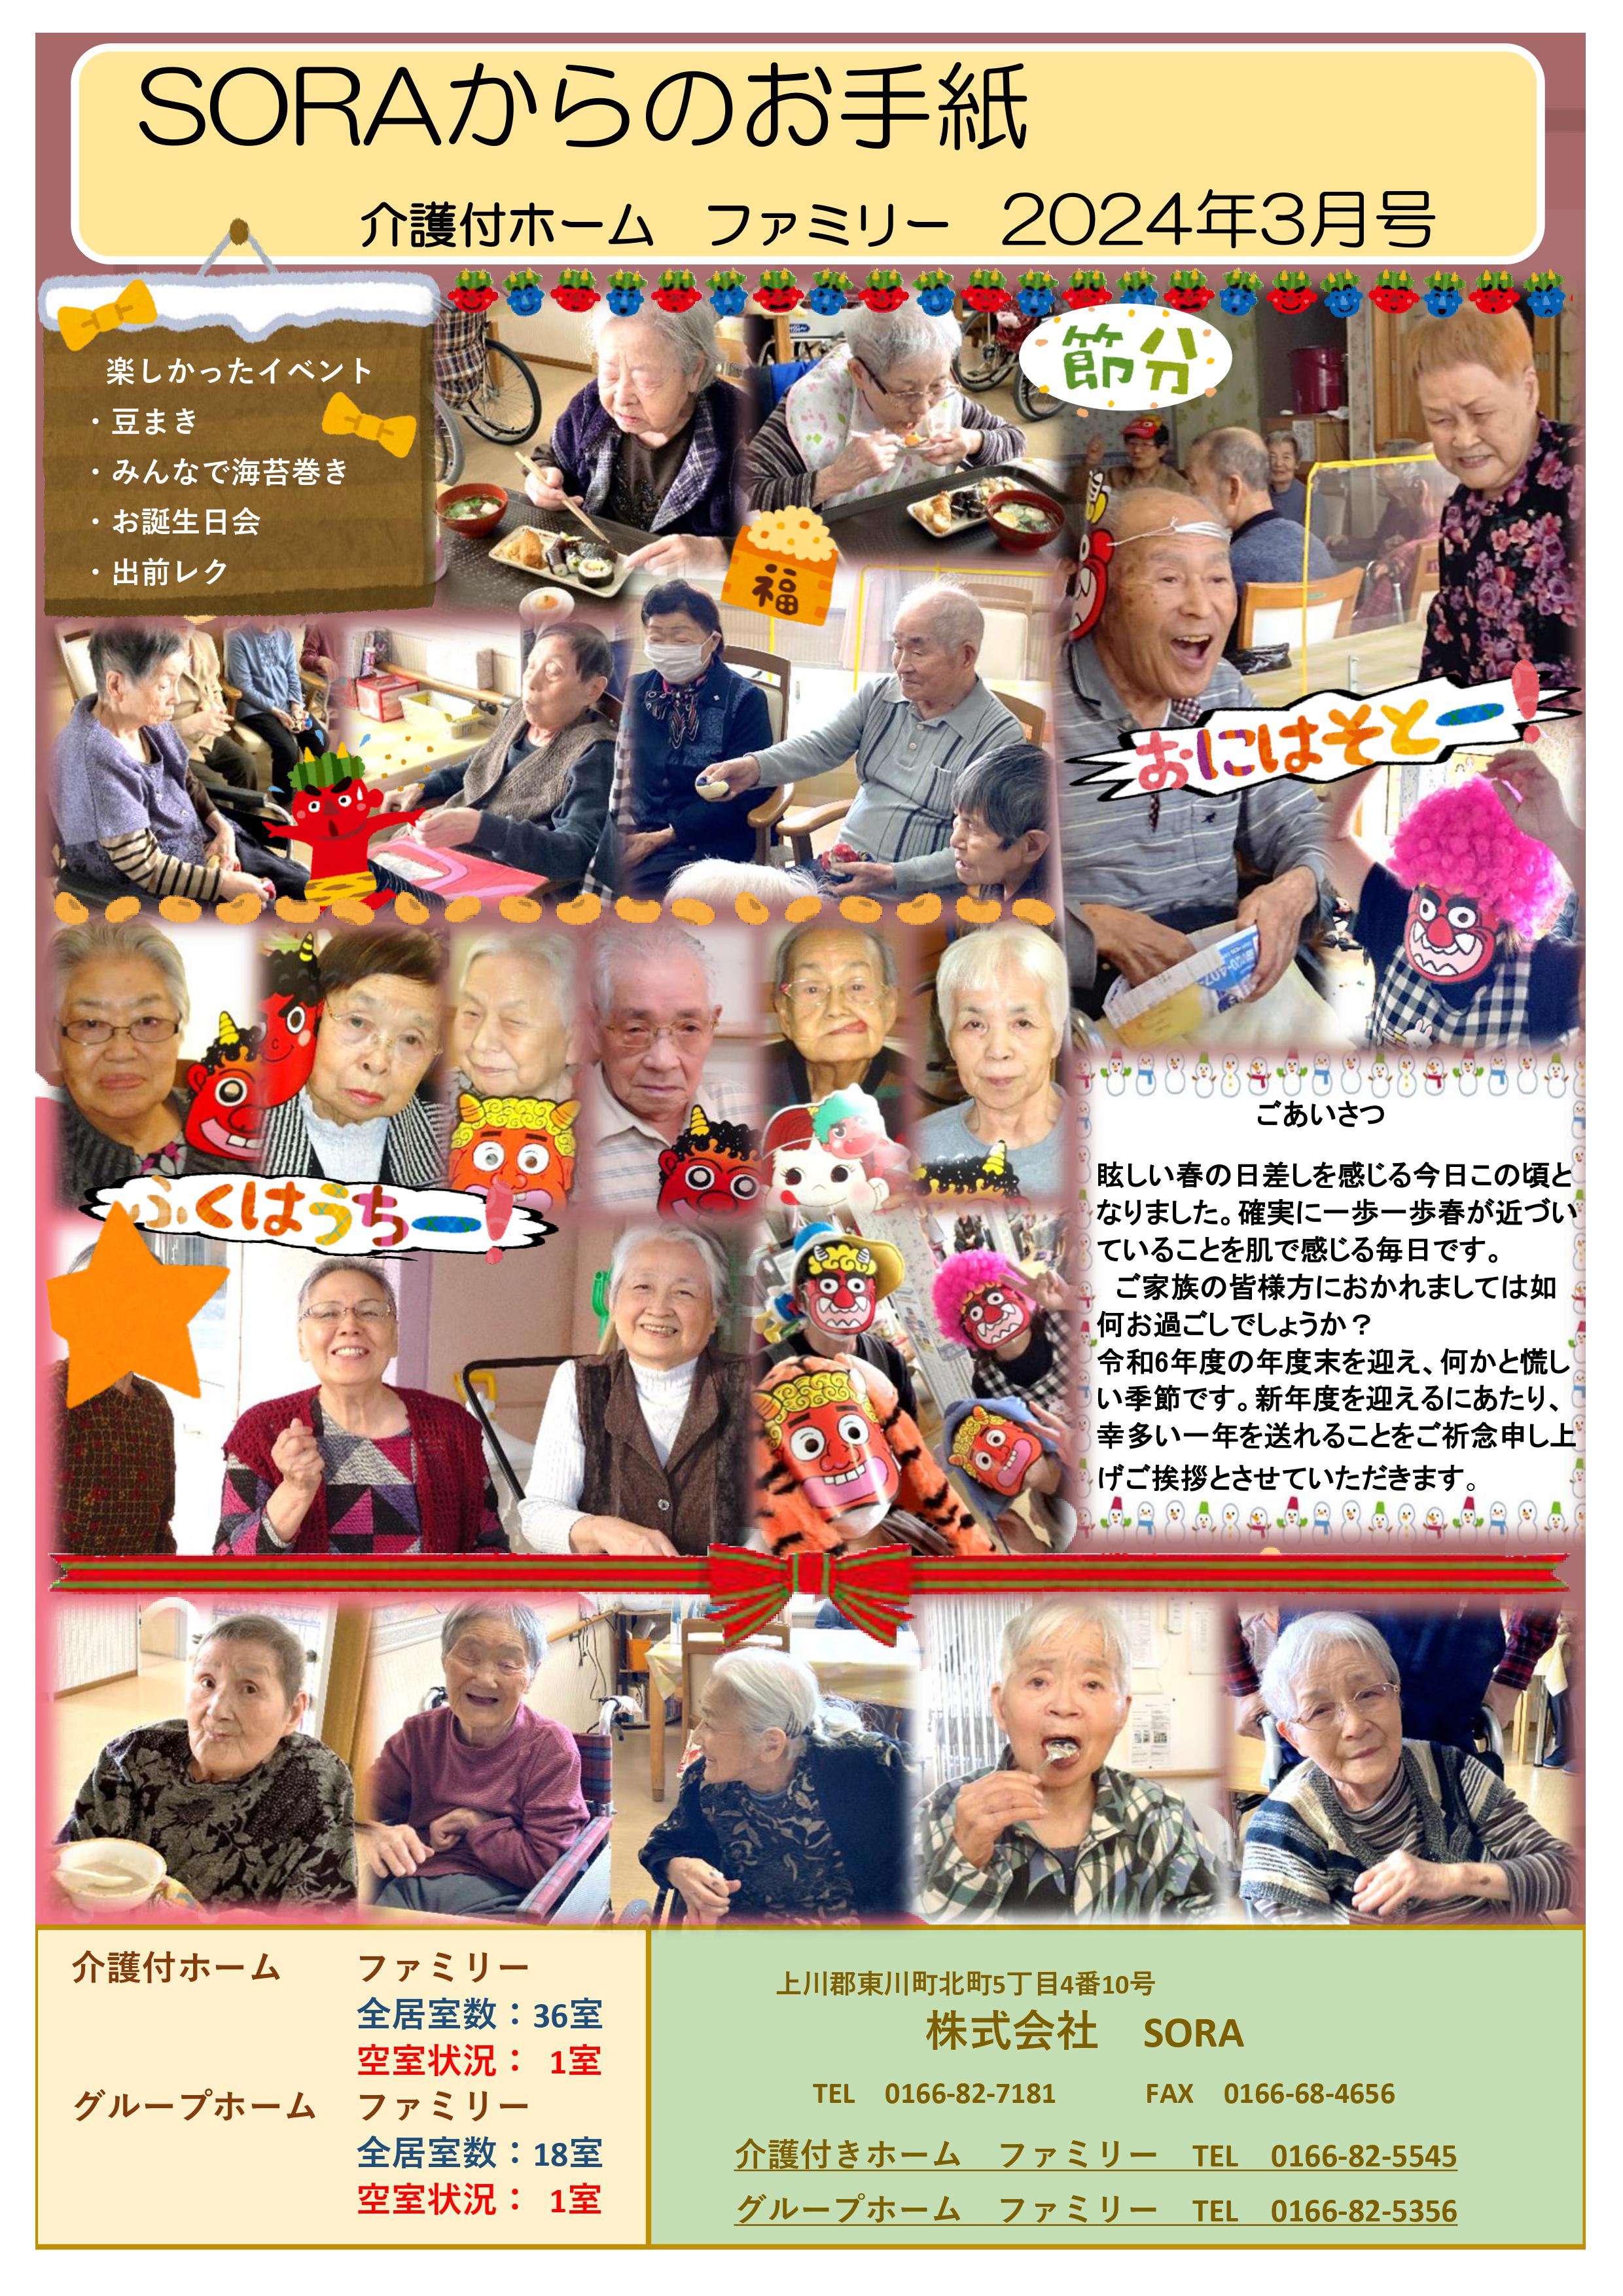 SORAからのお手紙
介護付ホーム　ファミリー　2024年3月号
楽しかったイベント
・豆まき
・みんなで海苔巻き
・お誕生日会
・出前レク
節分
福
おにはそとー！
ふくはうちー！
ごあいさつ
眩しい春の日差しを感じる今日この頃と
なりました。確実に一歩一歩春が近づい
ていることを肌で感じる毎日です。
ご家族の皆様方におかれましては如
何お過ごしでしょうか？
令和6年度の年度末を迎え、何かと慌し
い季節です。新年度を迎えるにあたり、
幸多い一年を送れることをご祈念申し上
げご挨拶とさせていただきます。
介護付ホーム　ファミリー
全居室数：36室
空室状況： 1室
グループホーム　ファミリー
全居室数：18室
空室状況： 1室
上川郡東川町北町5丁目4番10号
株式会社　SORA
TEL　0166-82-7181　FAX　0166-68-4656
介護付きホーム　ファミリー　TEL　0166-82-5545
グループホーム　ファミリー　TEL　0166-82-5356